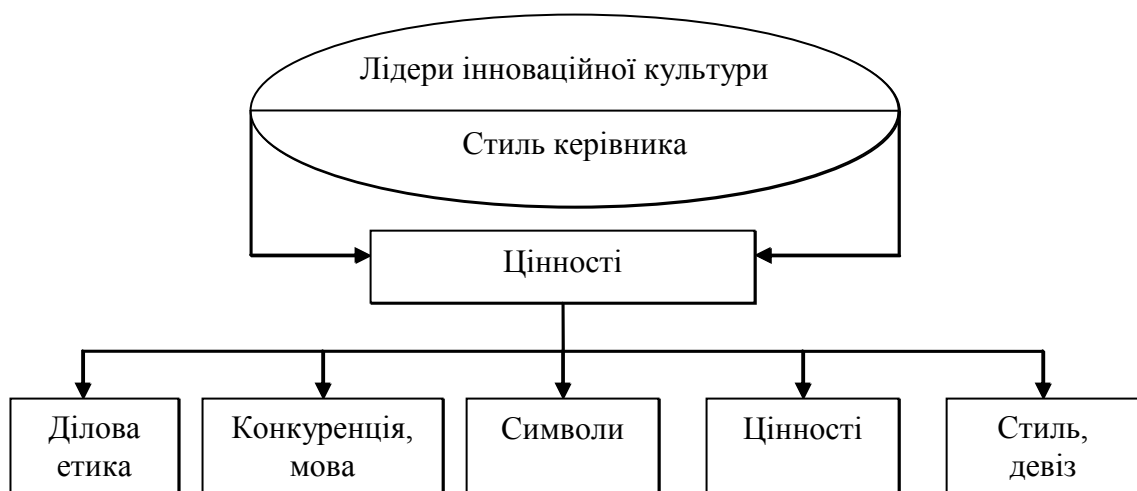 Лідери інноваційної культури
Стиль керівника
Цінності
Ділова
етика
Конкуренція,
мова
Символи
Цінності
Стиль,
девіз